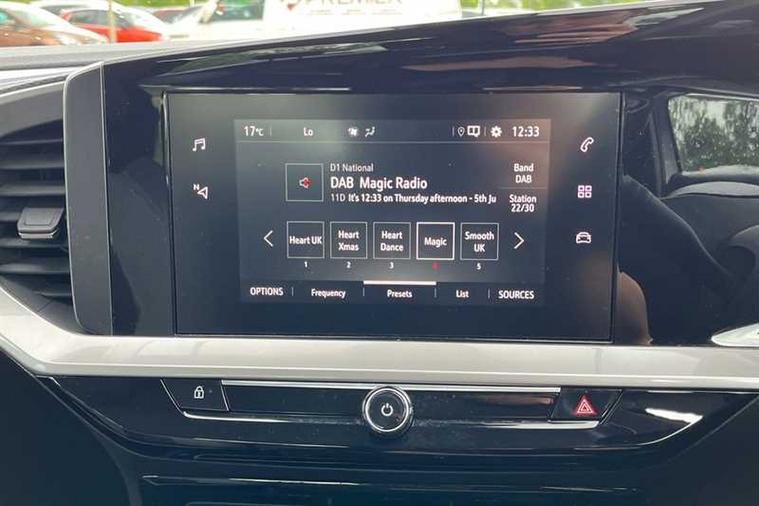 PREMIER
17°C Lo 12:33
D1 National
DAB Magic Radio
11D It's 12:33 on Thursday afternoon - 5th Ju
Band
DAB
Station
22/30
Heart UK
Heart Xmas
Heart Dance
Magic
Smooth UK
1 2 3 4 5
OPTIONS Frequency Presets List SOURCES
N